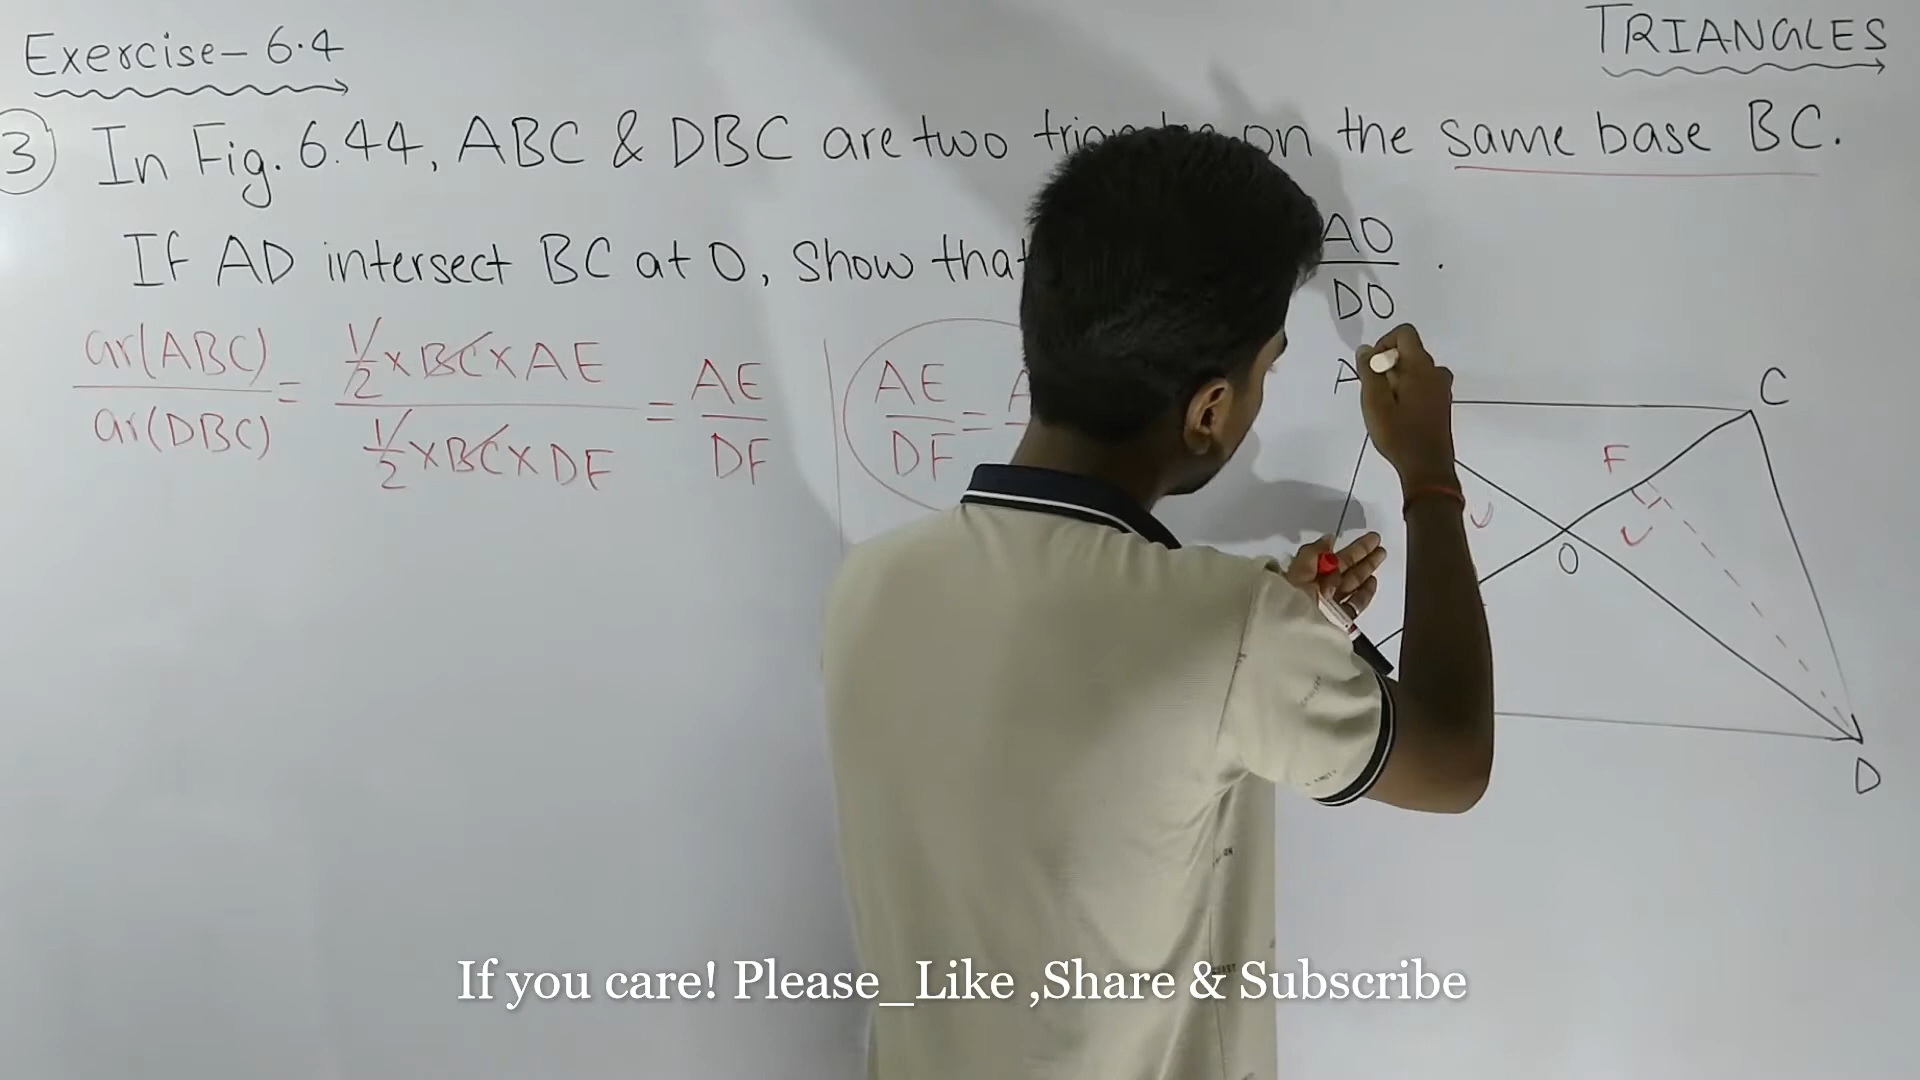 Exercise- 6.4
TRIANGLES
3 In Fig. 6.44, ABC & DBC are two on the same base BC.
If AD intersect BC at O, show that AO/DO .
ar(ABC)/ar(DBC) = 1/2 × BC × AE / 1/2 × BC × DF = AE/DF
AE/DF =
A
C
F
O
D
If you care! Please_Like ,Share & Subscribe